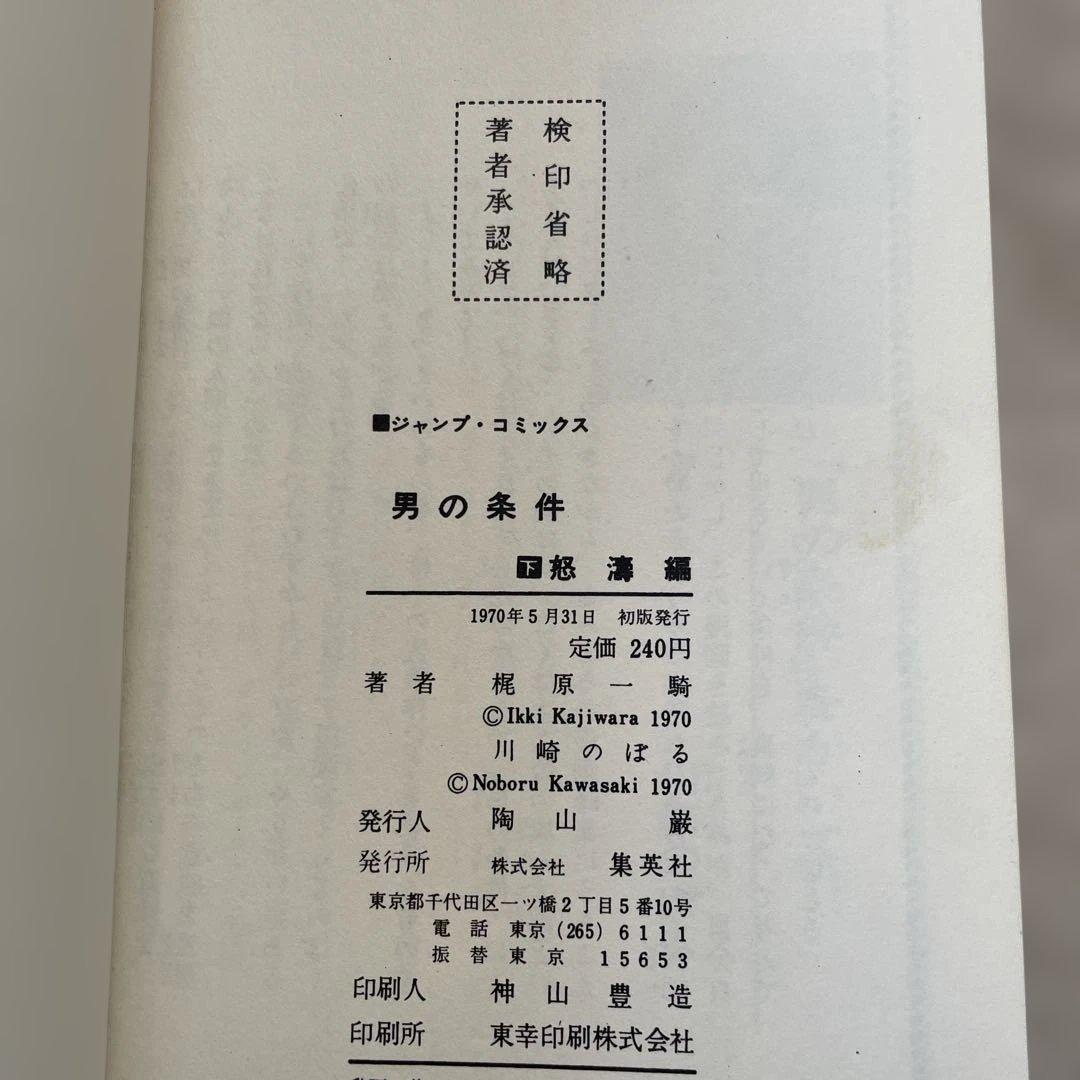 検印省略
著者承認済
ジャンプ・コミックス
男の条件
下怒濤編
1970年5月31日 初版発行
定価 240円
著者 梶原一騎
©Ikki Kajiwara 1970
川崎のぼる
©Noboru Kawasaki 1970
発行人 陶山巌
発行所 株式会社 集英社
東京都千代田区一ツ橋2丁目5番10号
電話 東京(265)6111
振替東京 15653
印刷人 神山豊造
印刷所 東幸印刷株式会社